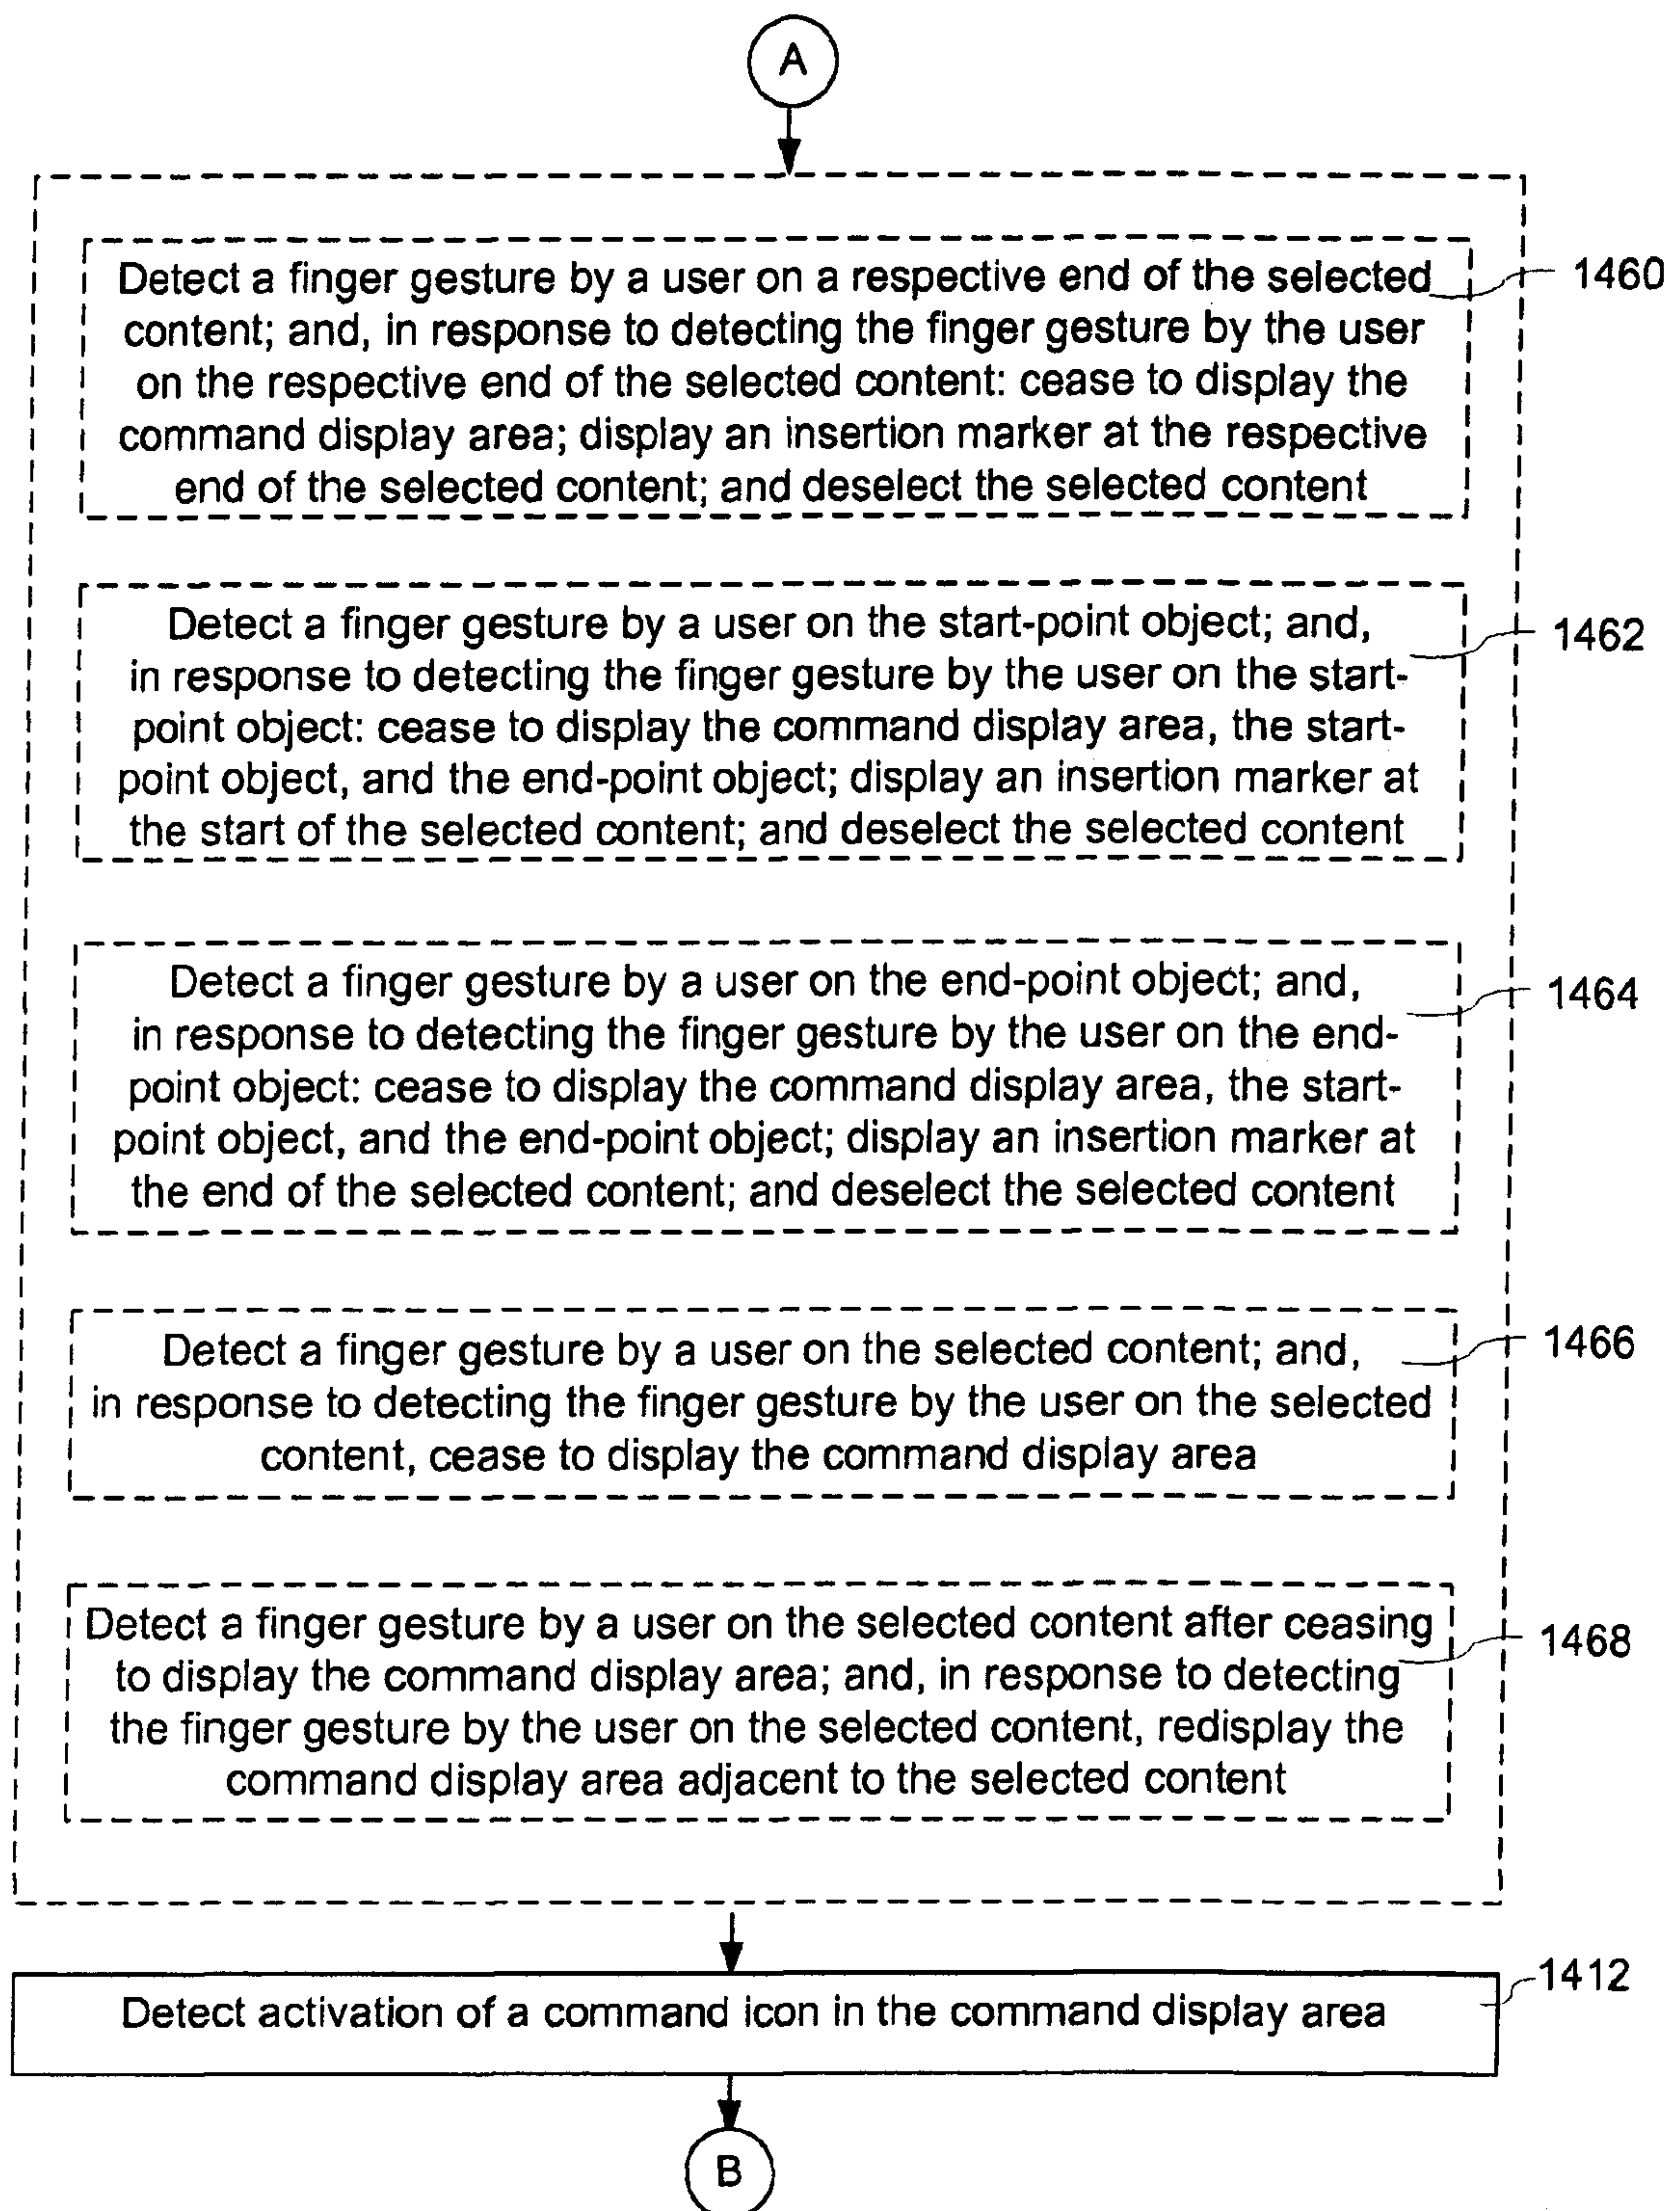 A
Detect a finger gesture by a user on a respective end of the selected
content; and, in response to detecting the finger gesture by the user
on the respective end of the selected content: cease to display the
command display area; display an insertion marker at the respective
end of the selected content; and deselect the selected content
1460
Detect a finger gesture by a user on the start-point object; and,
in response to detecting the finger gesture by the user on the start-
point object: cease to display the command display area, the start-
point object, and the end-point object; display an insertion marker at
the start of the selected content; and deselect the selected content
1462
Detect a finger gesture by a user on the end-point object; and,
in response to detecting the finger gesture by the user on the end-
point object: cease to display the command display area, the start-
point object, and the end-point object; display an insertion marker at
the end of the selected content; and deselect the selected content
1464
Detect a finger gesture by a user on the selected content; and,
in response to detecting the finger gesture by the user on the selected
content, cease to display the command display area
1466
Detect a finger gesture by a user on the selected content after ceasing
to display the command display area; and, in response to detecting
the finger gesture by the user on the selected content, redisplay the
command display area adjacent to the selected content
1468
Detect activation of a command icon in the command display area
1412
B